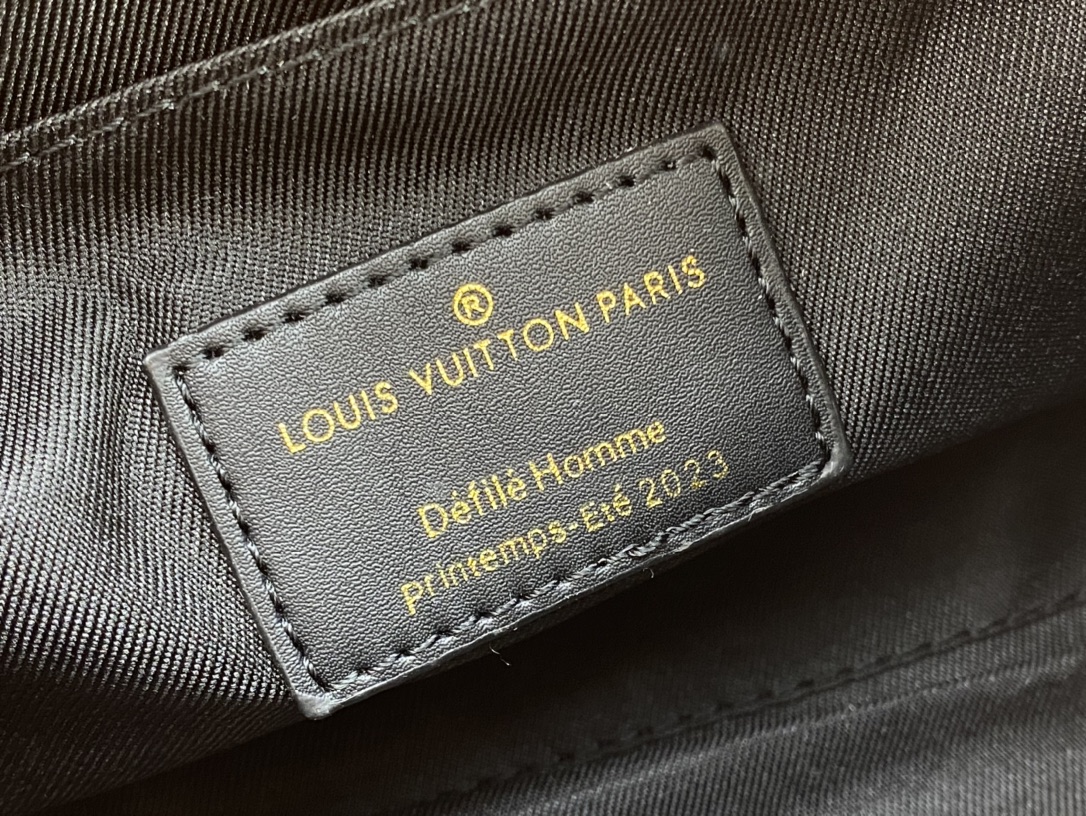 ®
LOUIS VUITTON PARIS
Défilé Homme
Printemps-Eté 2023